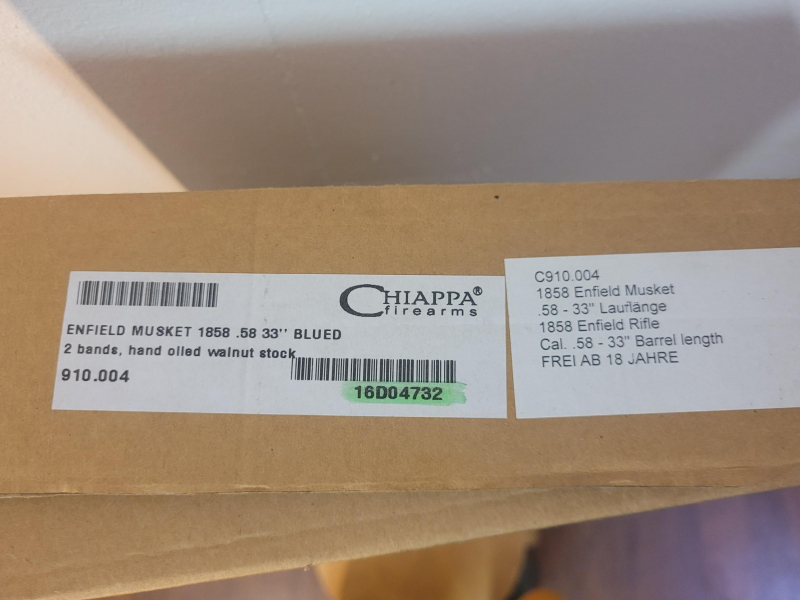 CHIAPPA®
firearms
ENFIELD MUSKET 1858 .58 33'' BLUED
2 bands, hand oiled walnut stock
910.004
16D04732
C910.004
1858 Enfield Musket
.58 - 33" Lauflänge
1858 Enfield Rifle
Cal. .58 - 33" Barrel length
FREI AB 18 JAHRE